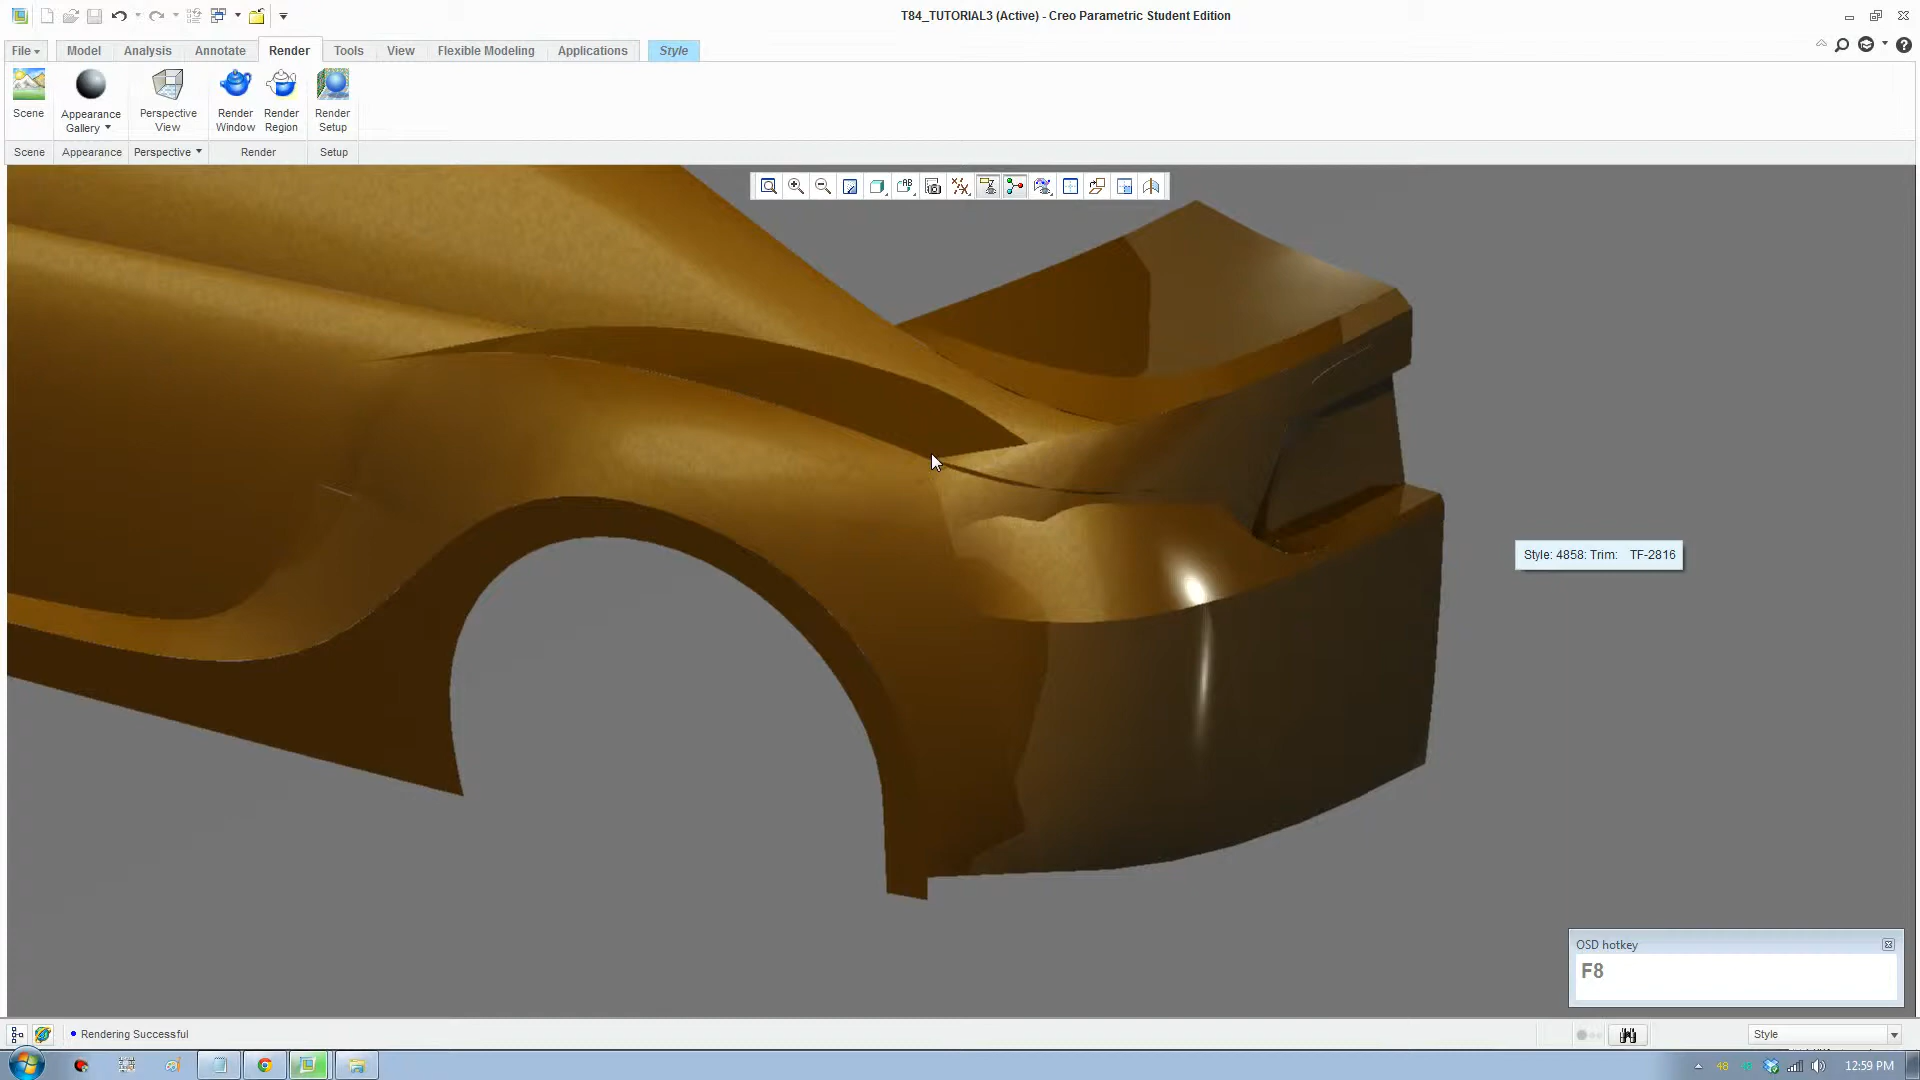 T84_TUTORIAL3 (Active) - Creo Parametric Student Edition
File Model Analysis Annotate Render Tools View Flexible Modeling Applications Style
Scene
Appearance Gallery
Perspective View
Render Window
Render Region
Render Setup
Scene Appearance Perspective Render Setup
Style: 4858: Trim: TF-2816
OSD hotkey
F8
Rendering Successful
Style
48
12:59 PM